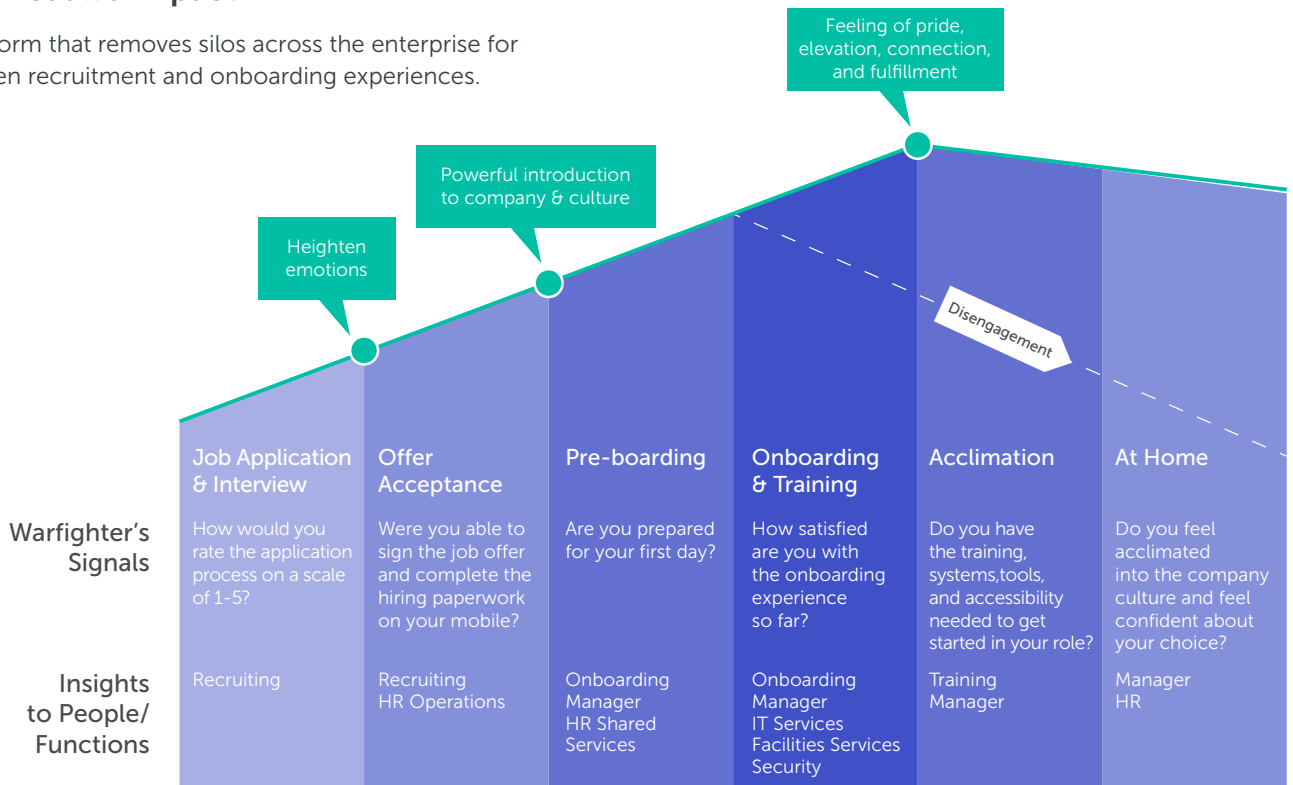 orm that removes silos across the enterprise for
en recruitment and onboarding experiences.
Feeling of pride,
elevation, connection,
and fulfillment
Powerful introduction
to company & culture
Heighten
emotions
Disengagement
Job Application
& Interview
Offer
Acceptance
Pre-boarding
Onboarding
& Training
Acclimation
At Home
Warfighter's
Signals
How would you
rate the application
process on a scale
of 1-5?
Were you able to
sign the job offer
and complete the
hiring paperwork
on your mobile?
Are you prepared
for your first day?
How satisfied
are you with
the onboarding
experience
so far?
Do you have
the training,
systems,tools,
and accessibility
needed to get
started in your role?
Do you feel
acclimated
into the company
culture and feel
confident about
your choice?
Insights
to People/
Functions
Recruiting
Recruiting
HR Operations
Onboarding
Manager
HR Shared
Services
Onboarding
Manager
IT Services
Facilities Services
Security
Training
Manager
Manager
HR